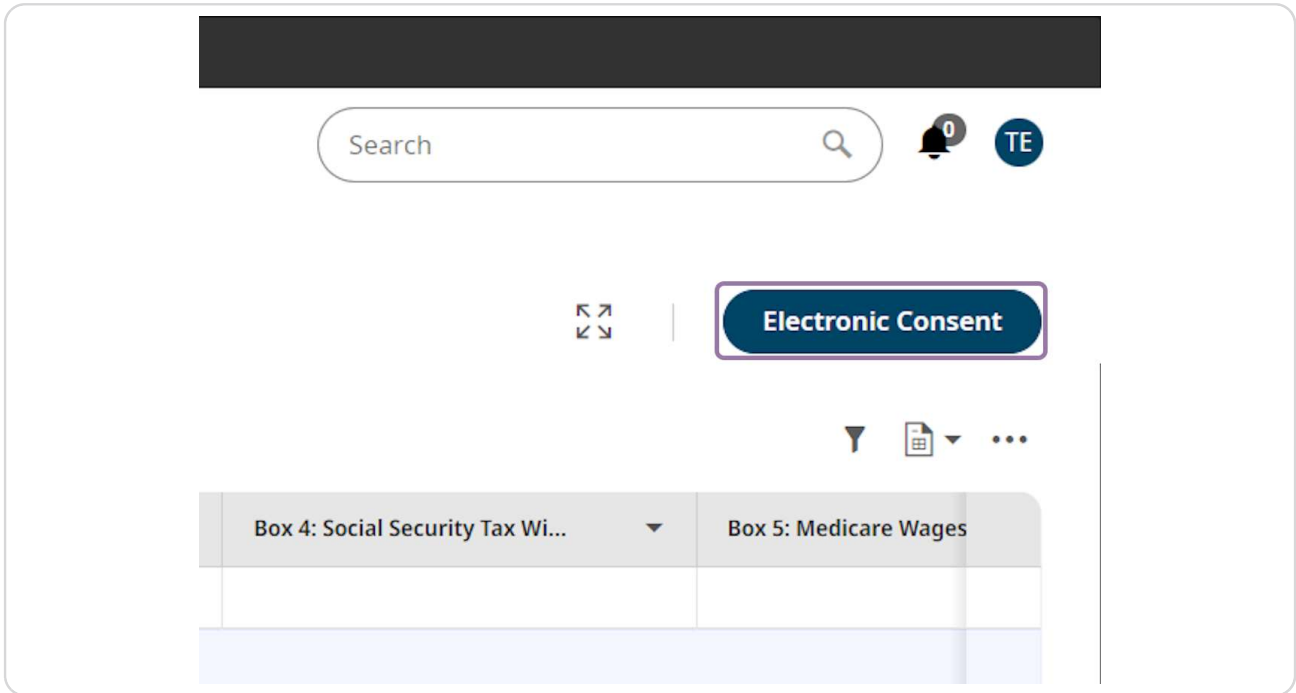 Search
0
TE
Electronic Consent
Box 4: Social Security Tax Wi...
Box 5: Medicare Wages